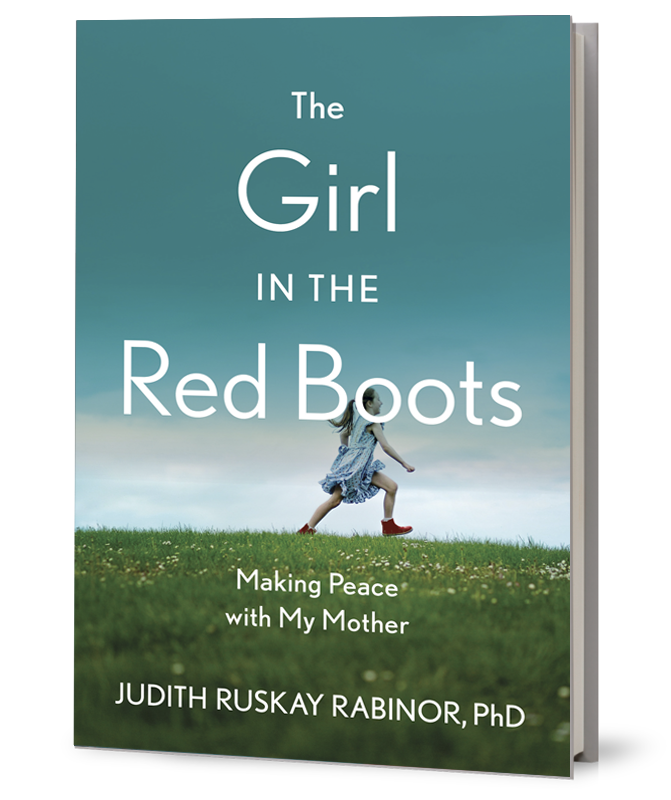 The
Girl
IN THE
Red Boots
Making Peace
with My Mother
JUDITH RUSKAY RABINOR, PhD